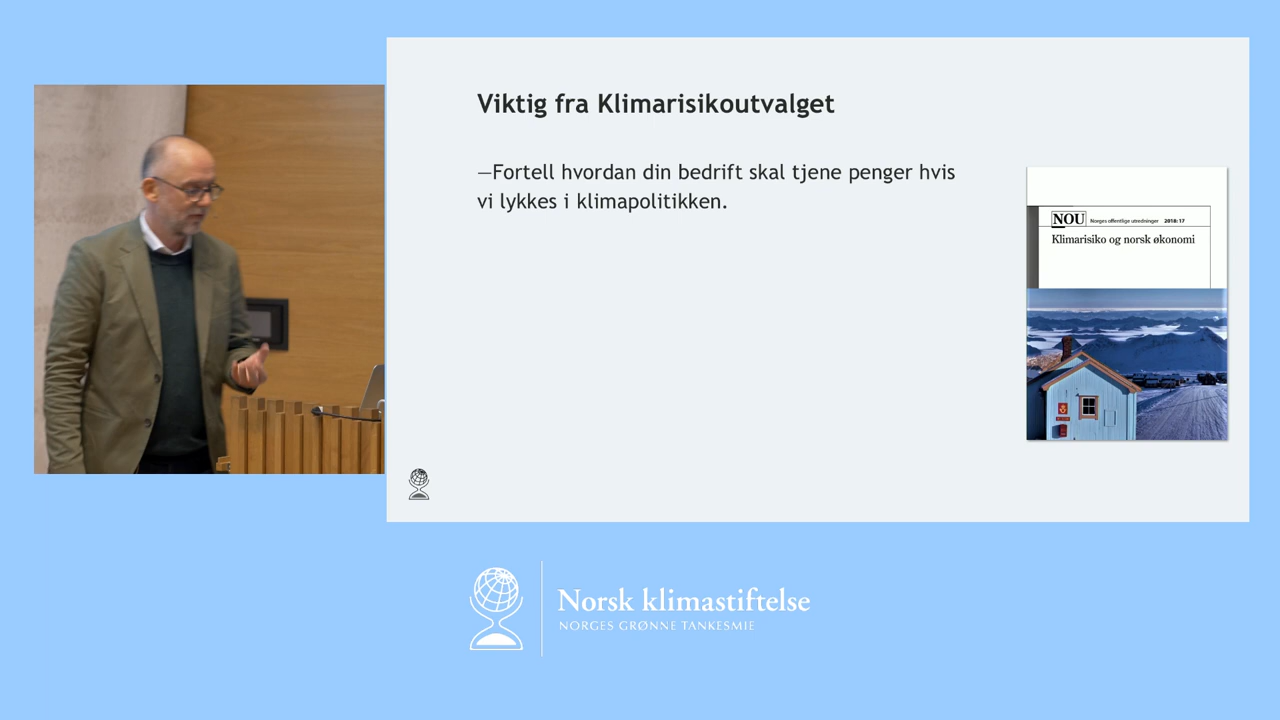 Viktig fra Klimarisikoutvalget
—Fortell hvordan din bedrift skal tjene penger hvis
vi lykkes i klimapolitikken.
NOU Norges offentlige utredninger 2018: 17
Klimarisiko og norsk økonomi
Norsk klimastiftelse
NORGES GRØNNE TANKESMIE